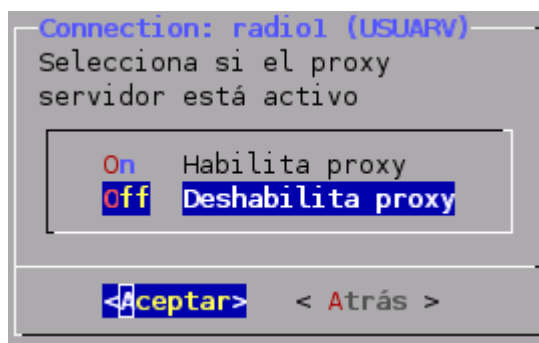 Connection: radio1 (USUARV)
Selecciona si el proxy
servidor está activo
On Habilita proxy
Off Deshabilita proxy
<Aceptar> < Atrás >